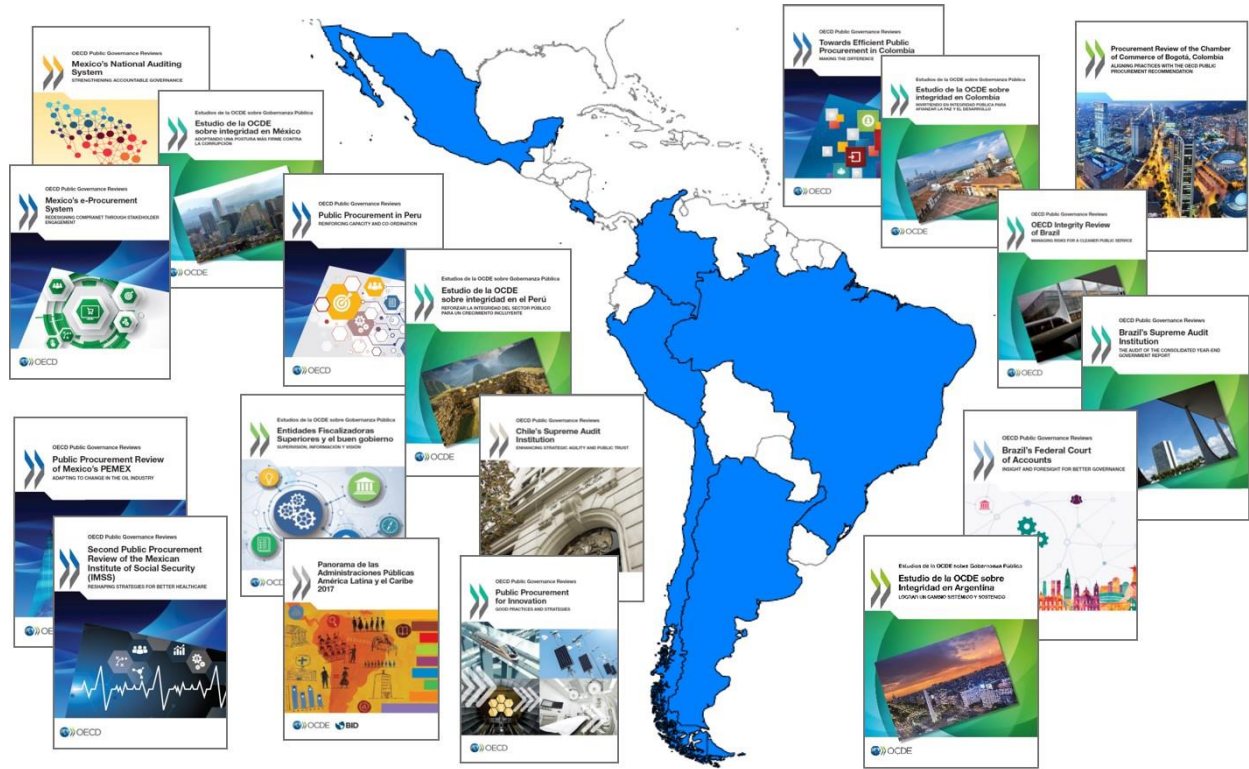 OECD Public Governance Reviews
Mexico's National Auditing
System
STRENGTHENING ACCOUNTABLE GOVERNANCE
Estudios de la OCDE sobre Gobernanza Pública
Estudio de la OCDE
sobre integridad en México
ADOPTANDO UNA POSTURA MÁS FIRME CONTRA
LA CORRUPCIÓN
OCDE
OECD Public Governance Reviews
Mexico's e-Procurement
System
REDESIGNING COMPRANET THROUGH STAKEHOLDER
ENGAGEMENT
OECD
OECD Public Governance Reviews
Public Procurement in Peru
REINFORCING CAPACITY AND CO-ORDINATION
OECD
Estudios de la OCDE sobre Gobernanza Pública
Estudio de la OCDE
sobre integridad en el Perú
REFORZAR LA INTEGRIDAD DEL SECTOR PÚBLICO
PARA UN CRECIMIENTO INCLUYENTE
OCDE
OECD Public Governance Reviews
Towards Efficient Public
Procurement in Colombia
MAKING THE DIFFERENCE
OECD
Estudios de la OCDE sobre Gobernanza Pública
Estudio de la OCDE sobre
integridad en Colombia
INVIRTIENDO EN INTEGRIDAD PÚBLICA PARA
AFIANZAR LA PAZ Y EL DESARROLLO
OCDE
Procurement Review of the Chamber
of Commerce of Bogotá, Colombia
ALIGNING PRACTICES WITH THE OECD PUBLIC
PROCUREMENT RECOMMENDATION
OECD Public Governance Reviews
OECD Integrity Review
of Brazil
MANAGING RISKS FOR A CLEANER PUBLIC SERVICE
OECD
OECD Public Governance Reviews
Brazil's Supreme Audit
Institution
THE AUDIT OF THE CONSOLIDATED YEAR-END
GOVERNMENT REPORT
OECD Public Governance Reviews
Brazil's Federal Court
of Accounts
INSIGHT AND FORESIGHT FOR BETTER GOVERNANCE
OECD Public Governance Reviews
Public Procurement Review
of Mexico's PEMEX
ADAPTING TO CHANGE IN THE OIL INDUSTRY
OE
OECD Public Governance Reviews
Second Public Procurement
Review of the Mexican
Institute of Social Security
(IMSS)
RESHAPING STRATEGIES FOR BETTER HEALTHCARE
OECD
Estudios de la OCDE sobre Gobernanza Pública
Entidades Fiscalizadoras
Superiores y el buen gobierno
SUPERVISIÓN, INFORMACIÓN Y VISIÓN
OCD
Panorama de las
Administraciones Públicas
América Latina y el Caribe
2017
OCDE BID
OECD Public Governance Reviews
Chile's Supreme Audit
Institution
ENHANCING STRATEGIC AGILITY AND PUBLIC TRUST
OECD Public Governance Reviews
Public Procurement
for Innovation
GOOD PRACTICES AND STRATEGIES
OECD
Estudios de la OCDE sobre Gobernanza Pública
Estudio de la OCDE sobre
Integridad en Argentina
LOGRAR UN CAMBIO SISTÉMICO Y SOSTENIDO
OCDE